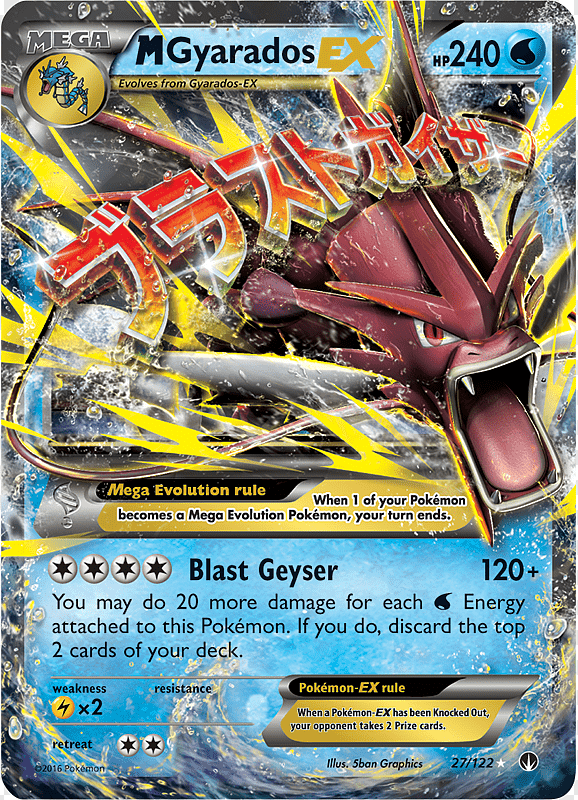 MEGA
M Gyarados EX
HP240
Evolves from Gyarados-EX
ブラストガイザー
Mega Evolution rule
When 1 of your Pokémon
becomes a Mega Evolution Pokémon, your turn ends.
Blast Geyser 120+
You may do 20 more damage for each Energy
attached to this Pokémon. If you do, discard the top
2 cards of your deck.
weakness resistance
×2
retreat
Pokémon-EX rule
When a Pokémon-EX has been Knocked Out,
your opponent takes 2 Prize cards.
©2016 Pokémon
Illus. 5ban Graphics
27/122